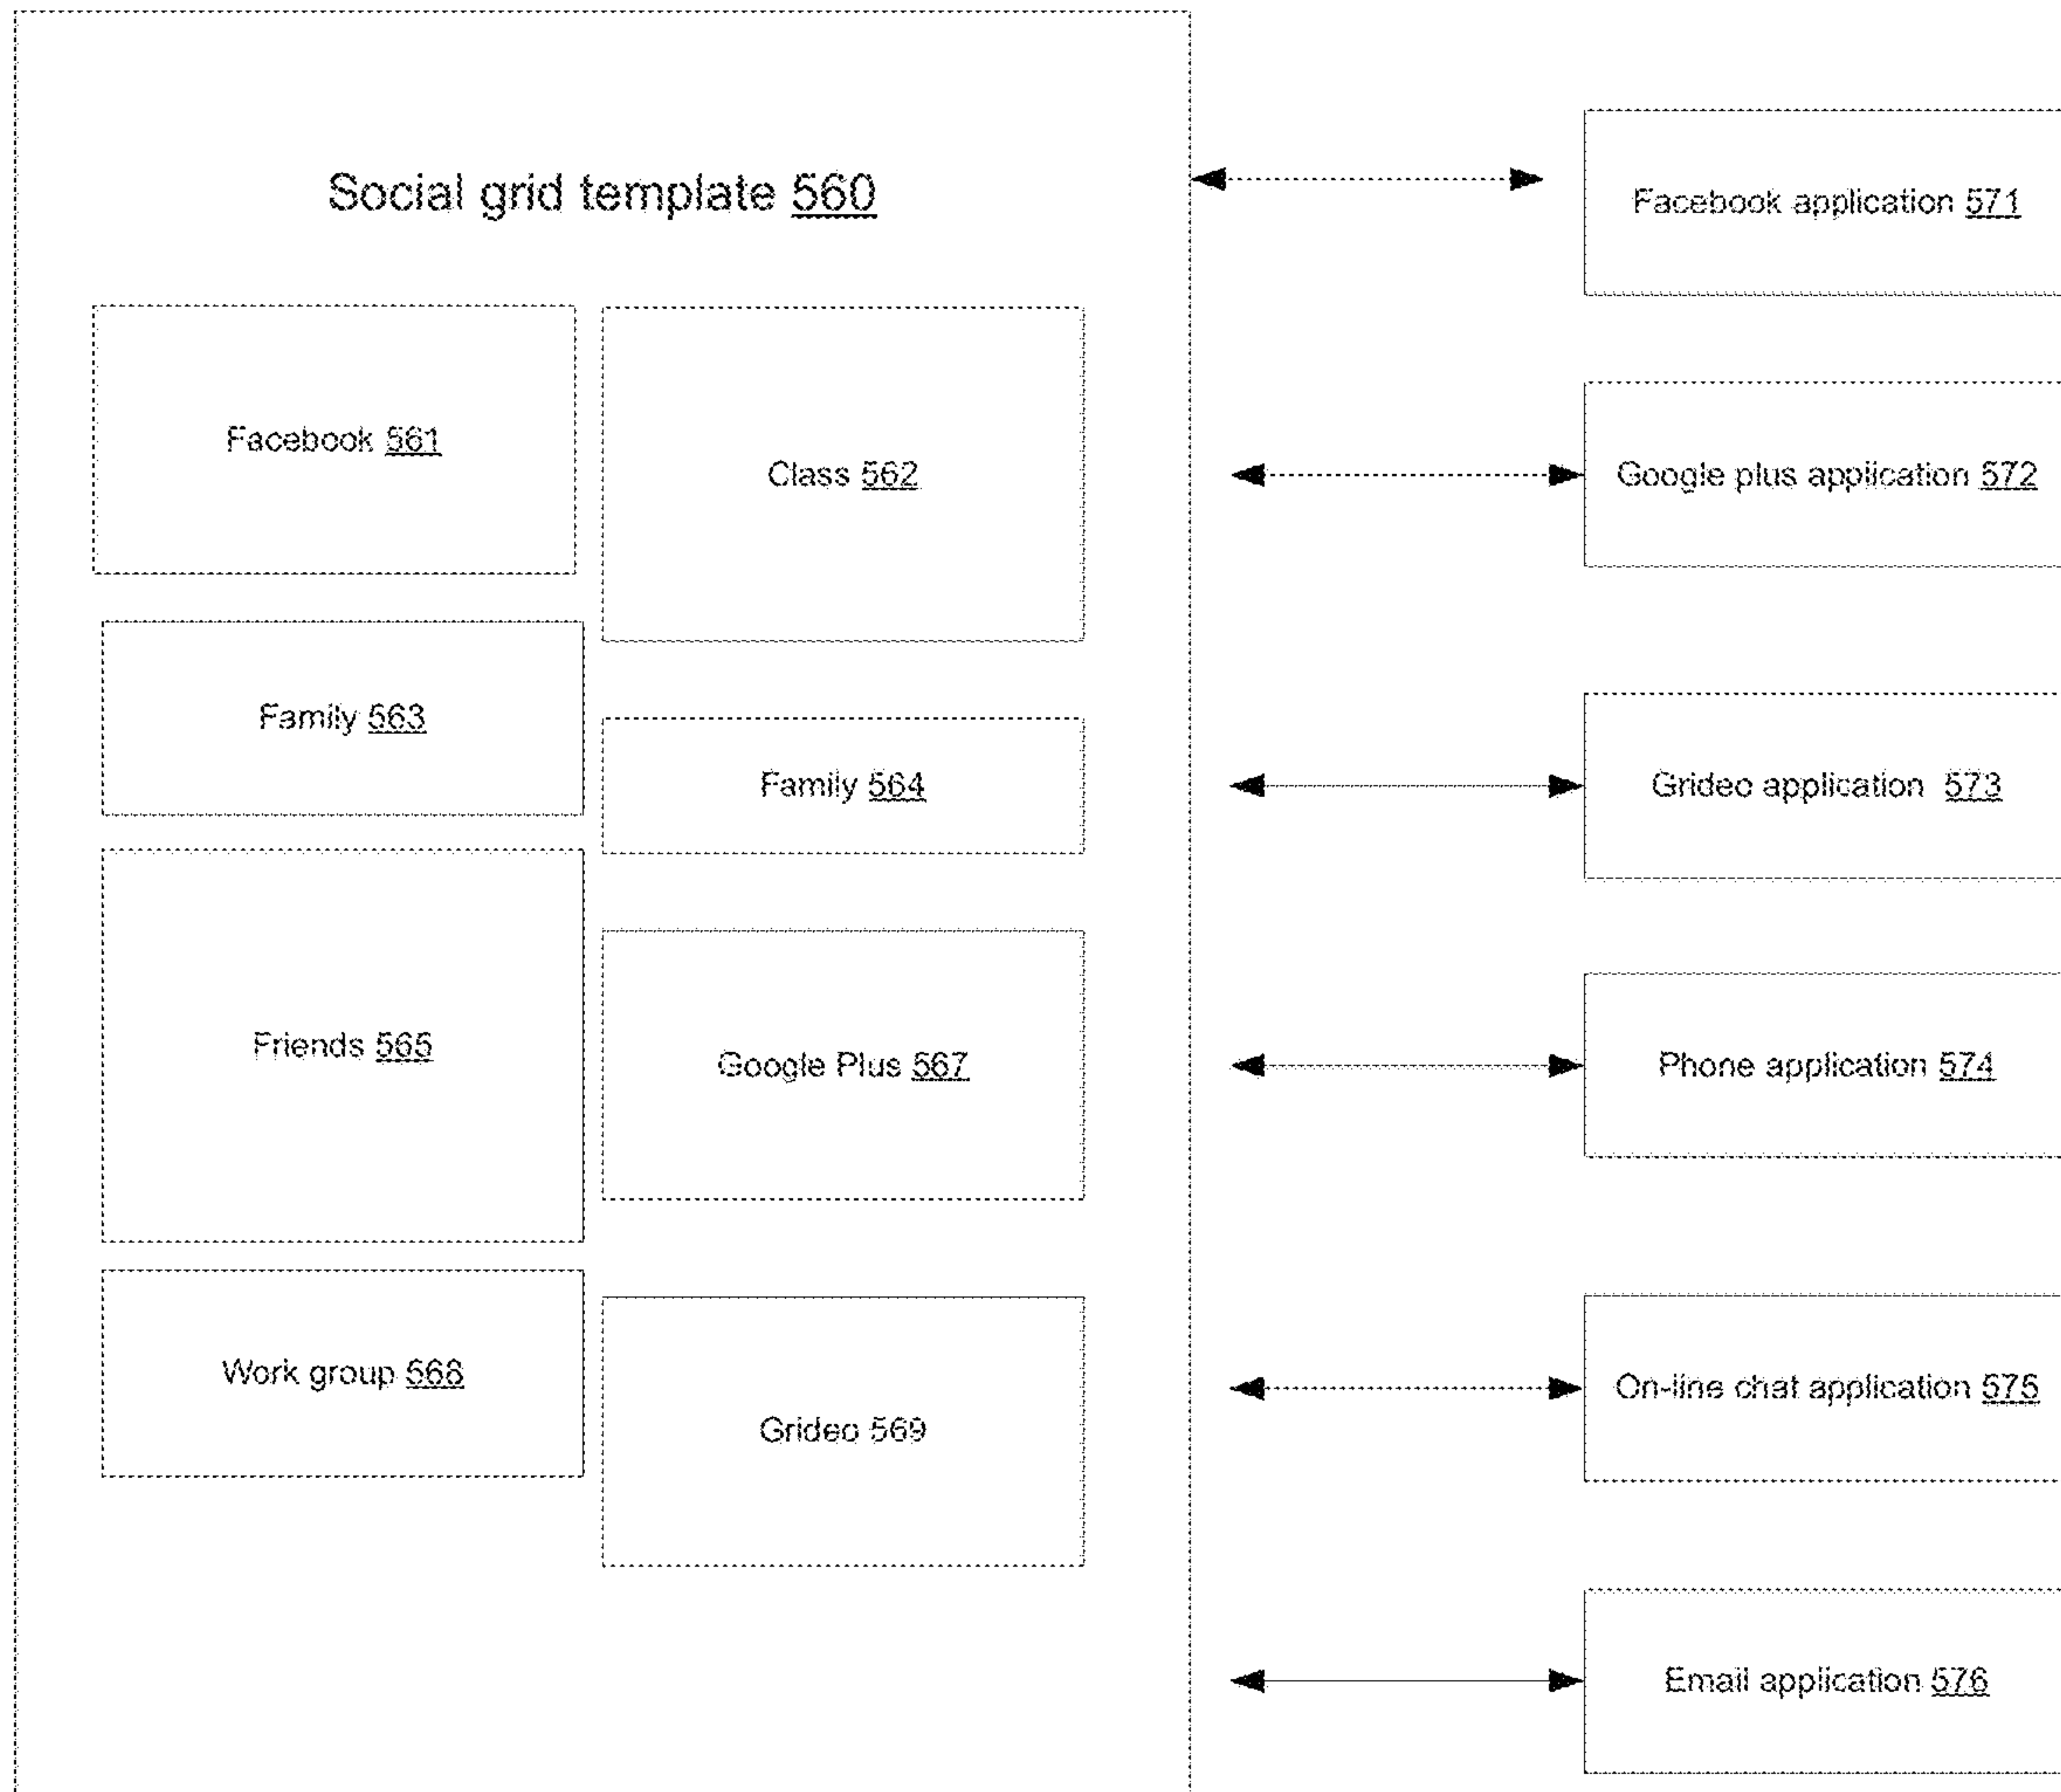 Social grid template 560
Facebook 561
Class 562
Family 563
Family 564
Friends 565
Google Plus 567
Work group 568
Grideo 569
Facebook application 571
Google plus application 572
Grideo application 573
Phone application 574
On-line chat application 575
Email application 576